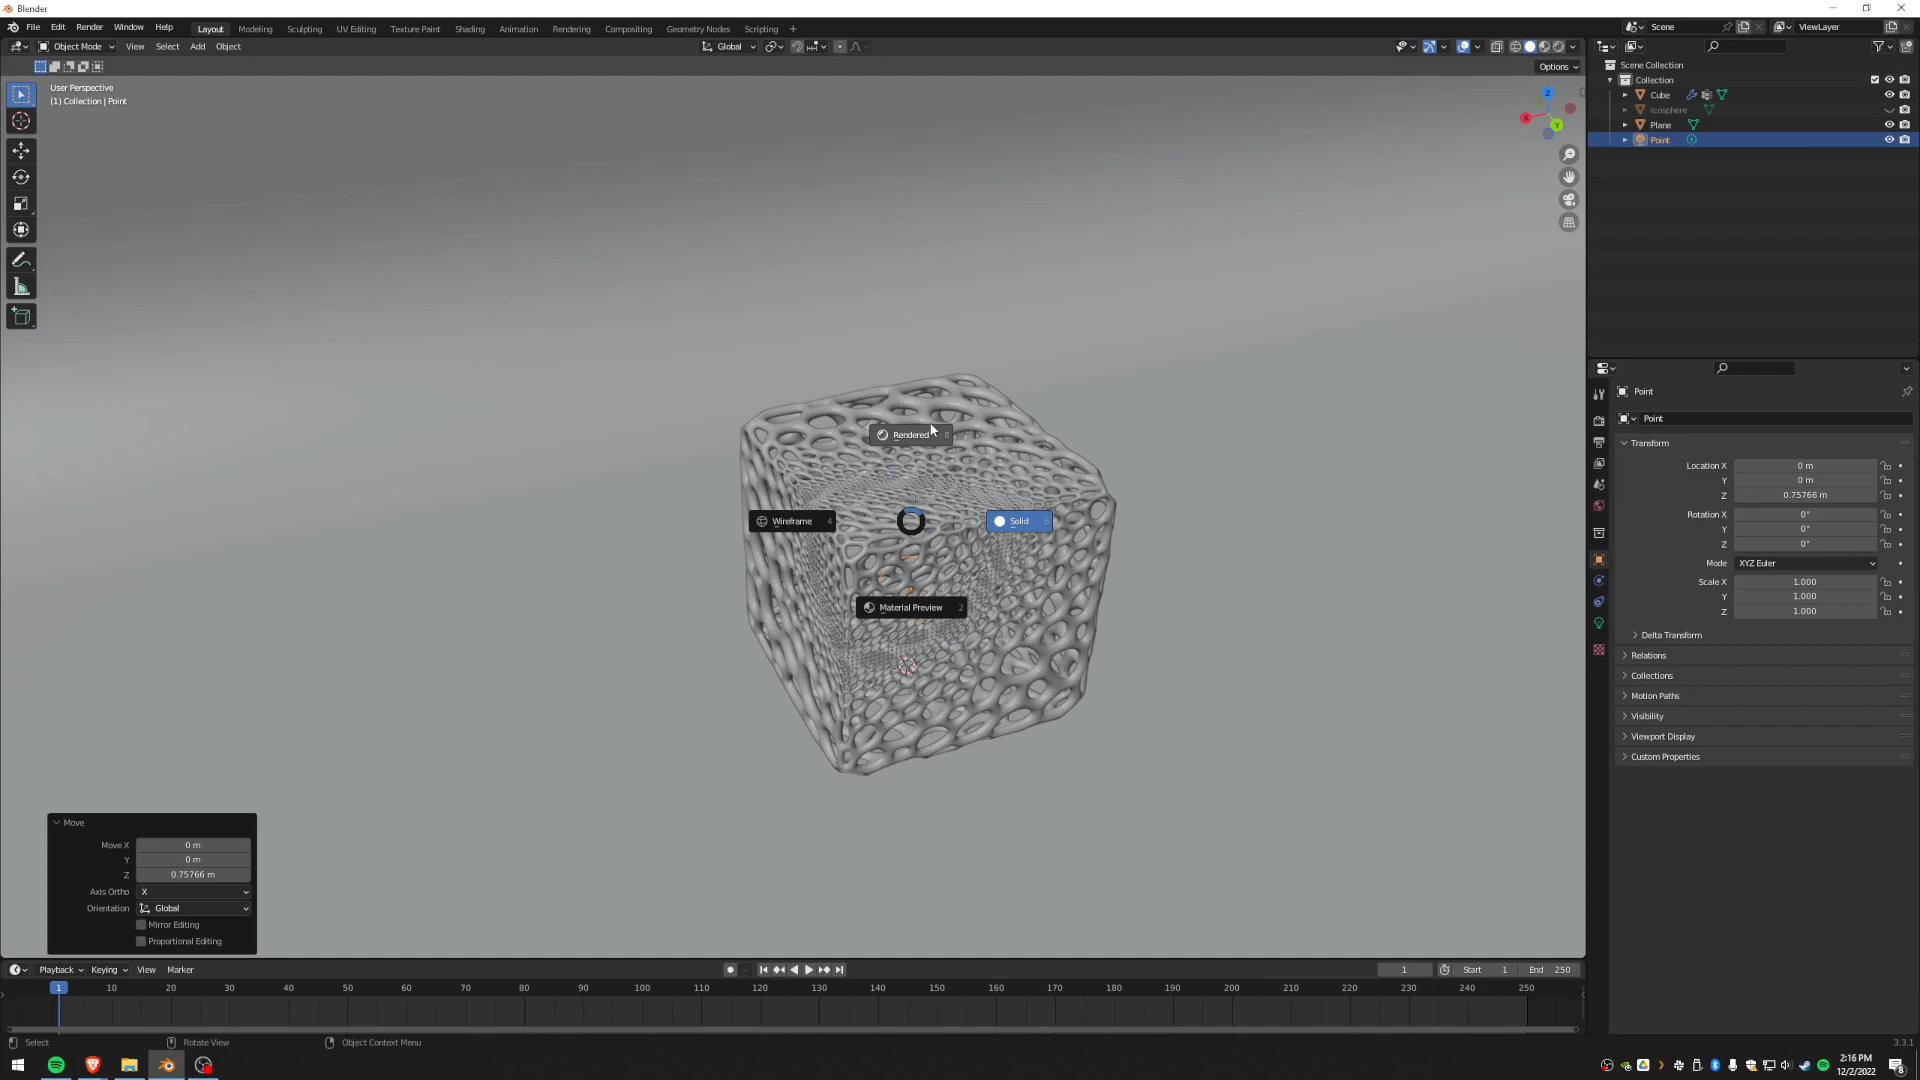 Blender
File Edit Render Window Help Layout Modeling Sculpting UV Editing Texture Paint Shading Animation Rendering Compositing Geometry Nodes Scripting + Scene ViewLayer
Object Mode View Select Add Object Global
Options
User Perspective
(1) Collection | Point
Z
X
Y
Scene Collection
Collection
Cube
Icosphere
Plane
Point
Rendered 8
Wireframe 4
Solid 6
Material Preview 2
Point
Point
Transform
Location X 0 m
Y 0 m
Z 0.75766 m
Rotation X 0°
Y 0°
Z 0°
Mode XYZ Euler
Scale X 1.000
Y 1.000
Z 1.000
Delta Transform
Relations
Collections
Motion Paths
Visibility
Viewport Display
Custom Properties
Move
Move X 0 m
Y 0 m
Z 0.75766 m
Axis Ortho X
Orientation Global
Mirror Editing
Proportional Editing
Playback Keying View Marker 1 Start 1 End 250
1 10 20 30 40 50 60 70 80 90 100 110 120 130 140 150 160 170 180 190 200 210 220 230 240 250
Select Rotate View Object Context Menu 3.3.1
2:16 PM
12/2/2022
8